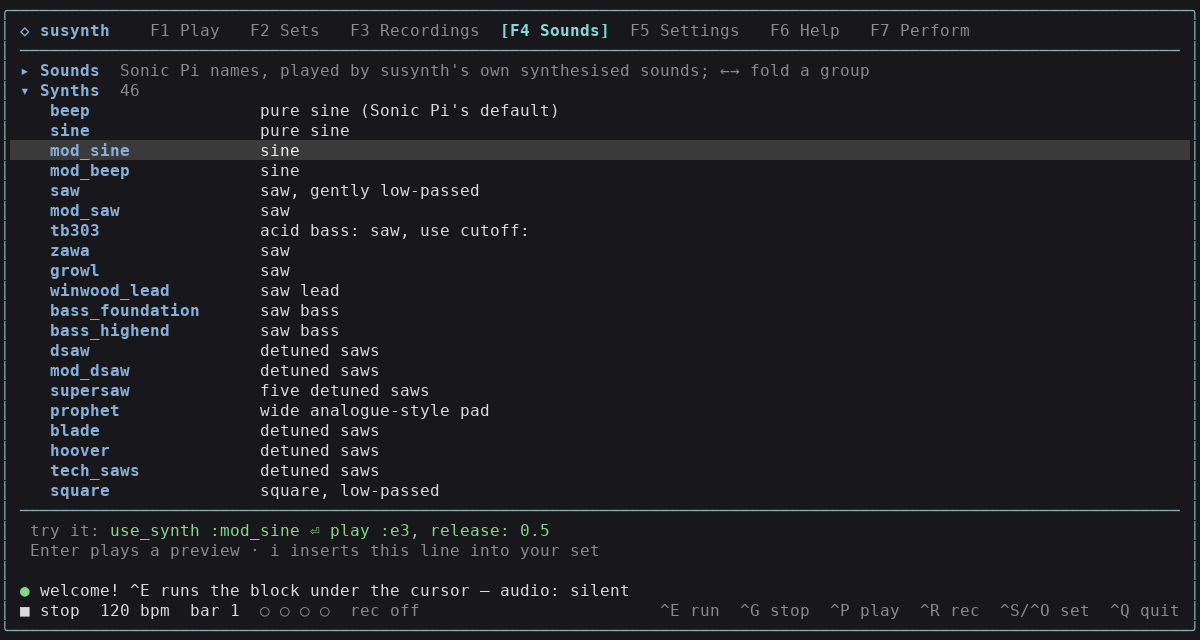 ◇ susynth F1 Play F2 Sets F3 Recordings [F4 Sounds] F5 Settings F6 Help F7 Perform
▸ Sounds Sonic Pi names, played by susynth's own synthesised sounds; ←→ fold a group
▾ Synths 46
beep pure sine (Sonic Pi's default)
sine pure sine
mod_sine sine
mod_beep sine
saw saw, gently low-passed
mod_saw saw
tb303 acid bass: saw, use cutoff:
zawa saw
growl saw
winwood_lead saw lead
bass_foundation saw bass
bass_highend saw bass
dsaw detuned saws
mod_dsaw detuned saws
supersaw five detuned saws
prophet wide analogue-style pad
blade detuned saws
hoover detuned saws
tech_saws detuned saws
square square, low-passed
try it: use_synth :mod_sine ⏎ play :e3, release: 0.5
Enter plays a preview · i inserts this line into your set
● welcome! ^E runs the block under the cursor — audio: silent
■ stop 120 bpm bar 1 ○ ○ ○ ○ rec off ^E run ^G stop ^P play ^R rec ^S/^O set ^Q quit